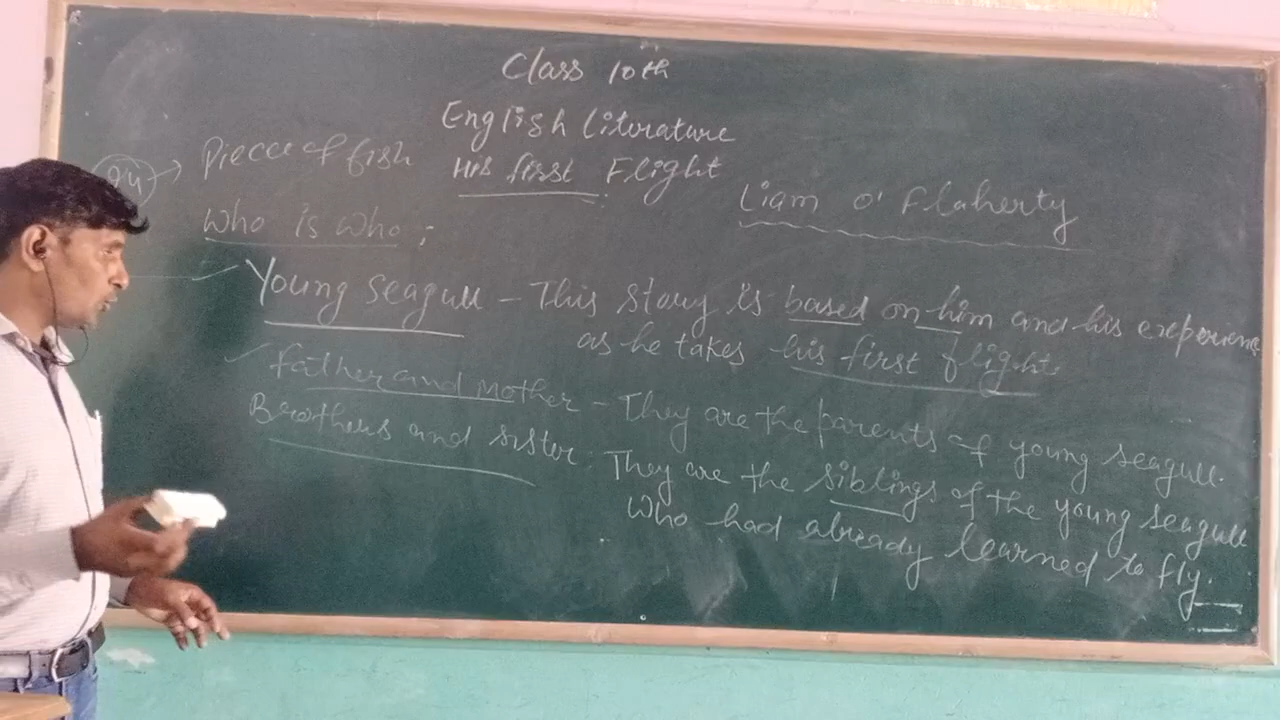 Class 10th
English Literature
His first Flight
Liam O' Flaherty
Piece of fish
Who is Who ;
Young Seagull - This story is based on him and his experience
as he takes his first flight.
Father and Mother - They are the parents of young seagull.
Brothers and sister : They are the siblings of the young seagull
Who had already learned to fly.